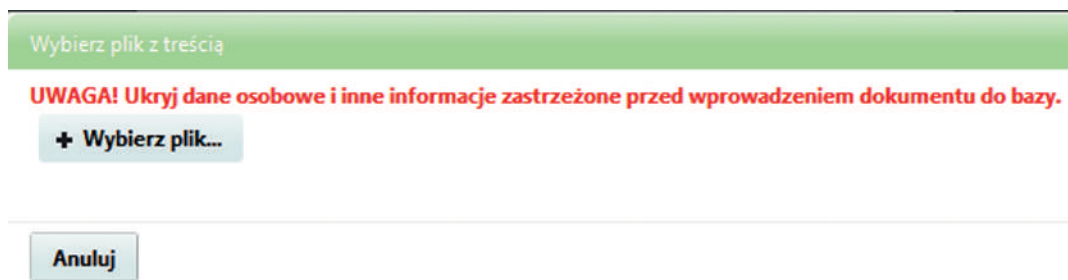 Wybierz plik z treścią
UWAGA! Ukryj dane osobowe i inne informacje zastrzeżone przed wprowadzeniem dokumentu do bazy.
+ Wybierz plik...
Anuluj